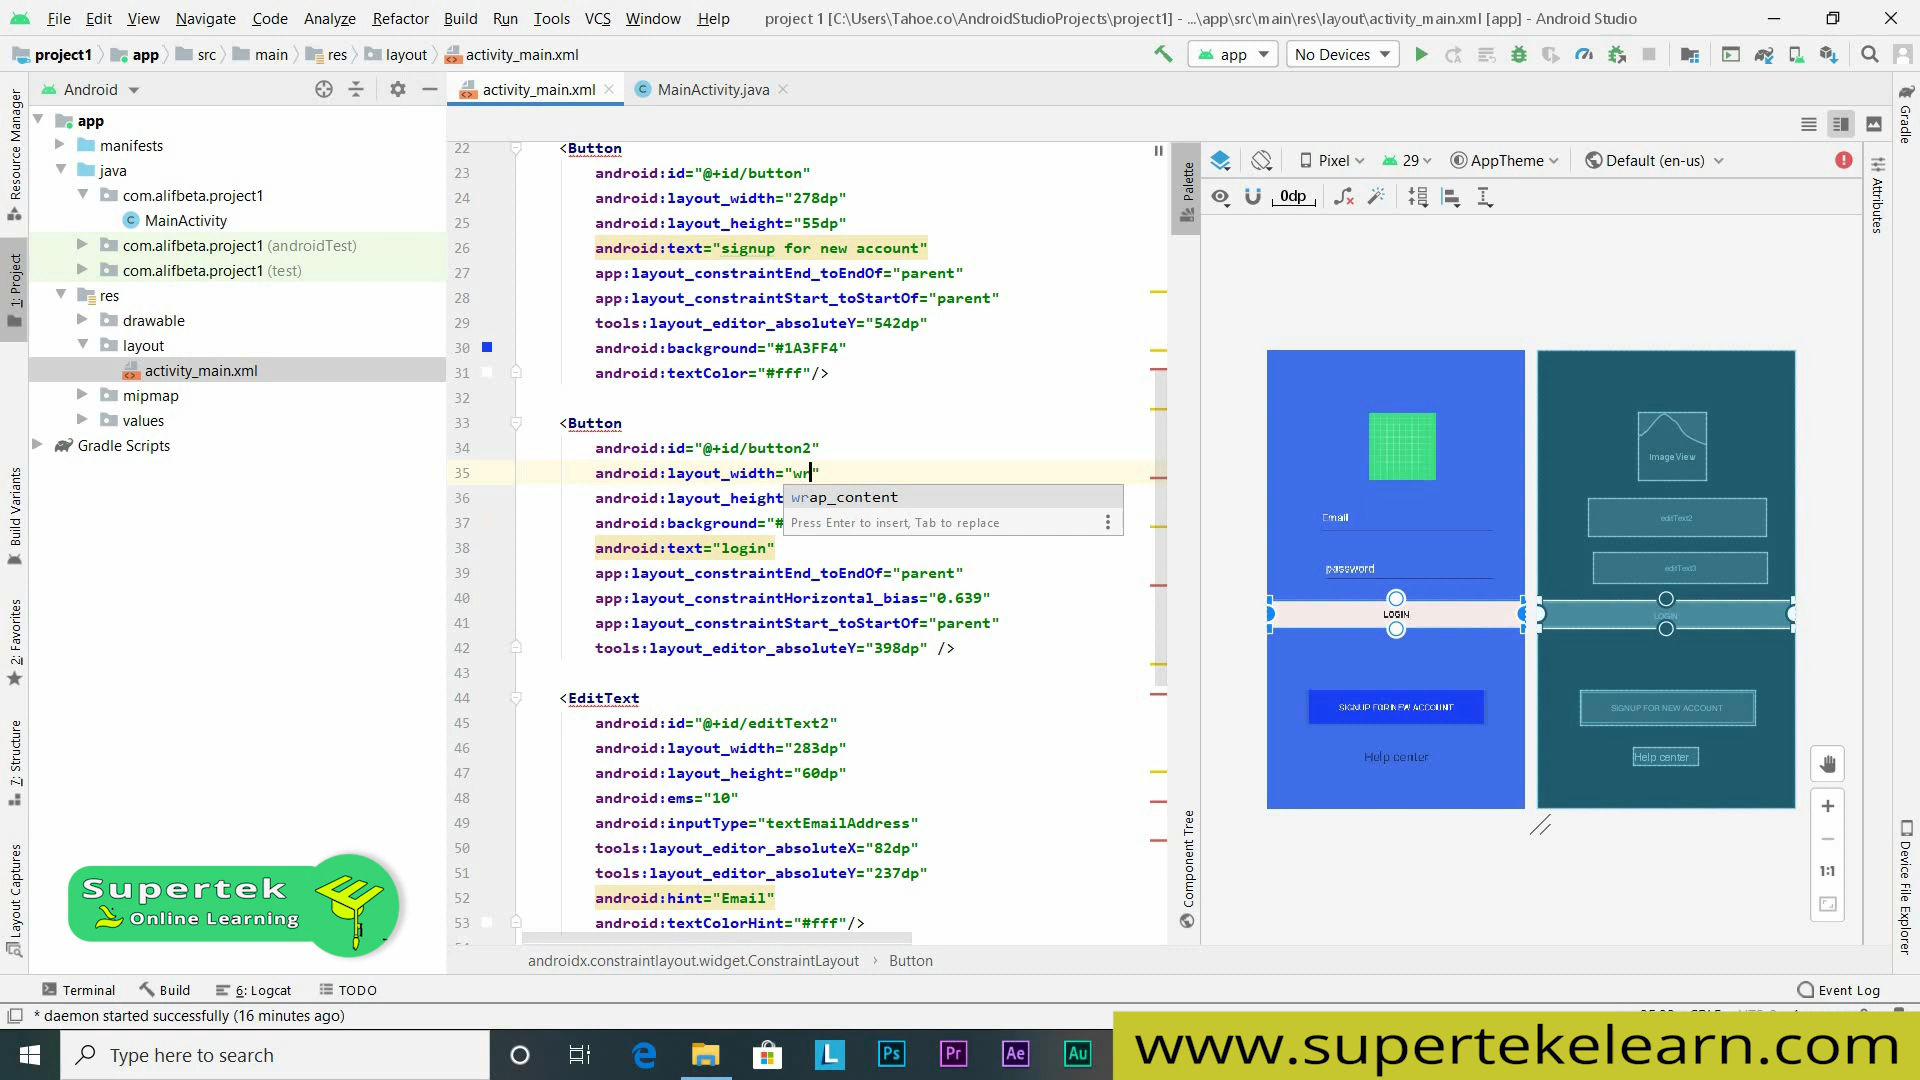 File Edit View Navigate Code Analyze Refactor Build Run Tools VCS Window Help project 1 [C:\Users\Tahoe.co\AndroidStudioProjects\project1] - ...\app\src\main\res\layout\activity_main.xml [app] - Android Studio
project1 app src main res layout activity_main.xml app No Devices
Android activity_main.xml MainActivity.java
app
manifests
java
com.alifbeta.project1
MainActivity
com.alifbeta.project1 (androidTest)
com.alifbeta.project1 (test)
res
drawable
layout
activity_main.xml
mipmap
values
Gradle Scripts
Resource Manager
1: Project
Build Variants
2: Favorites
7: Structure
Layout Captures
22 <Button
23 android:id="@+id/button"
24 android:layout_width="278dp"
25 android:layout_height="55dp"
26 android:text="signup for new account"
27 app:layout_constraintEnd_toEndOf="parent"
28 app:layout_constraintStart_toStartOf="parent"
29 tools:layout_editor_absoluteY="542dp"
30 android:background="#1A3FF4"
31 android:textColor="#fff"/>
32
33 <Button
34 android:id="@+id/button2"
35 android:layout_width="wr"
36 android:layout_height
37 android:background="#
38 android:text="login"
39 app:layout_constraintEnd_toEndOf="parent"
40 app:layout_constraintHorizontal_bias="0.639"
41 app:layout_constraintStart_toStartOf="parent"
42 tools:layout_editor_absoluteY="398dp" />
43
44 <EditText
45 android:id="@+id/editText2"
46 android:layout_width="283dp"
47 android:layout_height="60dp"
48 android:ems="10"
49 android:inputType="textEmailAddress"
50 tools:layout_editor_absoluteX="82dp"
51 tools:layout_editor_absoluteY="237dp"
52 android:hint="Email"
53 android:textColorHint="#fff"/>
wrap_content
Press Enter to insert, Tab to replace
androidx.constraintlayout.widget.ConstraintLayout › Button
Palette
Component Tree
Pixel 29 AppTheme Default (en-us)
0dp
Email
password
LOGIN
SIGNUP FOR NEW ACCOUNT
Help center
ImageView
editText2
editText3
LOGIN
SIGNUP FOR NEW ACCOUNT
Help center
1:1
Gradle
Attributes
Device File Explorer
Supertek
Online Learning
Terminal Build 6: Logcat TODO Event Log
* daemon started successfully (16 minutes ago)
Type here to search
L Ps Pr Ae Au
www.supertekelearn.com